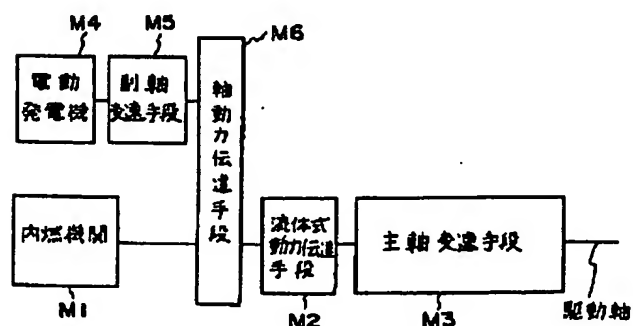 M4
M5
M6
電動
発電機
副軸
変速手段
軸動力伝達手段
内燃機関
流体式
動力伝達
手段
主軸変速手段
M1
M2
M3
駆動軸